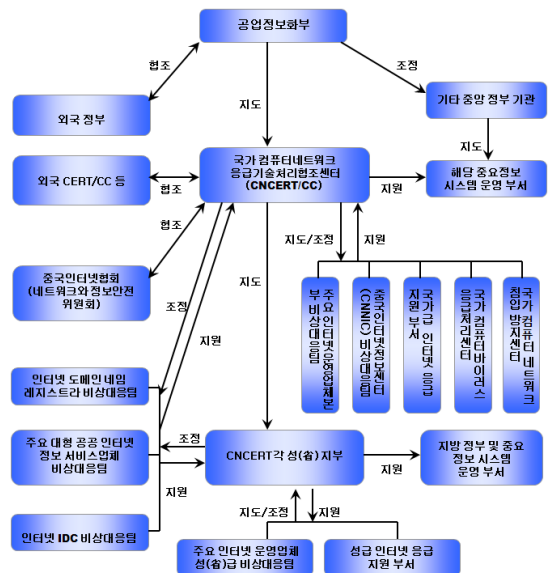 공업정보화부
협조
조정
지도
외국 정부
기타 중앙 정부 기관
지도
외국 CERT/CC 등
협조
국가 컴퓨터네트워크
응급기술처리협조센터
(CNCERT/CC)
지원
해당 중요정보
시스템 운영 부서
협조
지도/조정
지원
지도
중국인터넷협회
(네트워크와 정보안전
위원회)
조정
지원
주요 인터넷운영업체본
부 비상대응팀
중국인터넷정보센터
(CNNIC) 비상대응팀
국가급 인터넷 응급
지원 부서
국가컴퓨터바이러스
응급처리센터
국가 컴퓨터 네트워크
침입 방지센터
인터넷 도메인 네임
레지스트라 비상대응팀
주요 대형 공공 인터넷
정보 서비스업체
비상대응팀
조정
CNCERT각 성(省) 지부
지원
지방 정부 및 중요
정보 시스템
운영 부서
지원
인터넷 IDC 비상대응팀
지도/조정
지원
주요 인터넷 운영업체
성(省)급 비상대응팀
성급 인터넷 응급
지원 부서